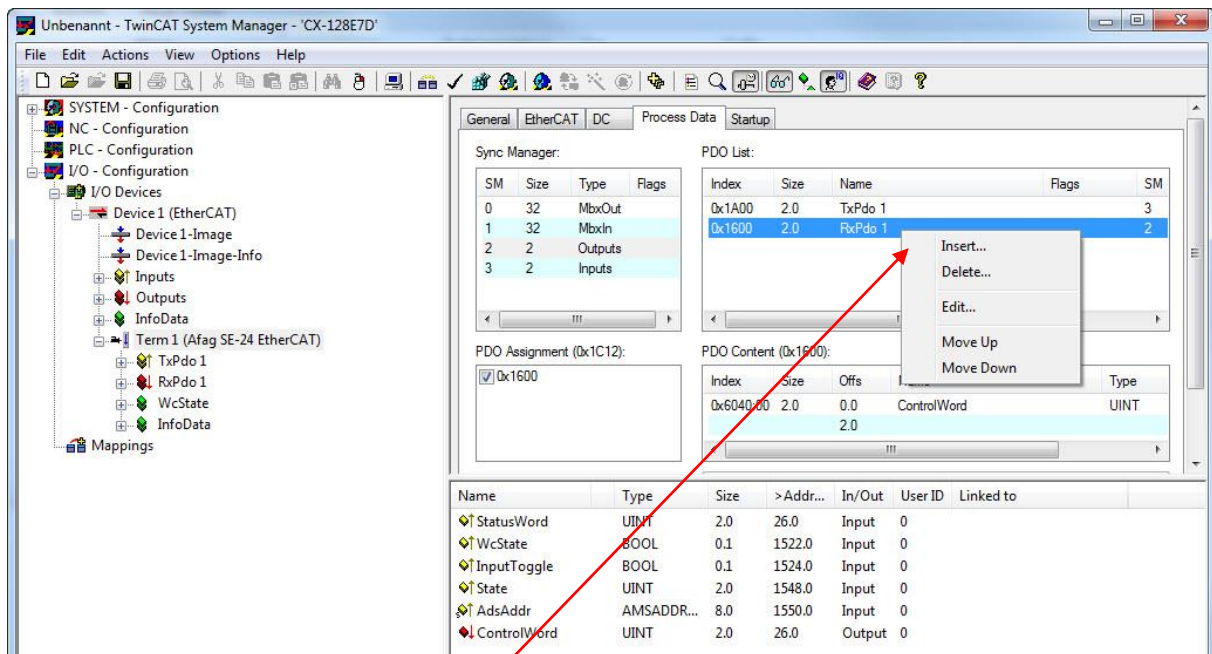 Unbenannt - TwinCAT System Manager - 'CX-128E7D'
File Edit Actions View Options Help
SYSTEM - Configuration
NC - Configuration
PLC - Configuration
I/O - Configuration
I/O Devices
Device 1 (EtherCAT)
Device 1-Image
Device 1-Image-Info
Inputs
Outputs
InfoData
Term 1 (Afag SE-24 EtherCAT)
TxPdo 1
RxPdo 1
WcState
InfoData
Mappings
General EtherCAT DC Process Data Startup
Sync Manager:
SM Size Type Flags
0 32 MbxOut
1 32 MbxIn
2 2 Outputs
3 2 Inputs
PDO List:
Index Size Name Flags SM
0x1A00 2.0 TxPdo 1 3
0x1600 2.0 RxPdo 1 2
Insert...
Delete...
Edit...
Move Up
Move Down
PDO Assignment (0x1C12):
0x1600
PDO Content (0x1600):
Index Size Offs Type
0x6040:00 2.0 0.0 ControlWord UINT
2.0
Name Type Size >Addr... In/Out User ID Linked to
StatusWord UINT 2.0 26.0 Input 0
WcState BOOL 0.1 1522.0 Input 0
InputToggle BOOL 0.1 1524.0 Input 0
State UINT 2.0 1548.0 Input 0
AdsAddr AMSADDR... 8.0 1550.0 Input 0
ControlWord UINT 2.0 26.0 Output 0